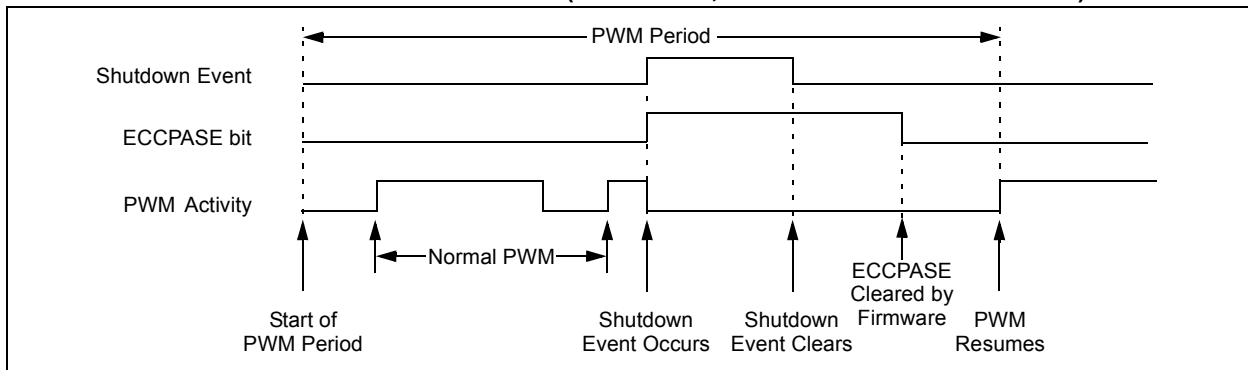 PWM Period
Shutdown Event
ECCPASE bit
PWM Activity
Normal PWM
Start of
PWM Period
Shutdown
Event Occurs
Shutdown
Event Clears
ECCPASE
Cleared by
Firmware
PWM
Resumes